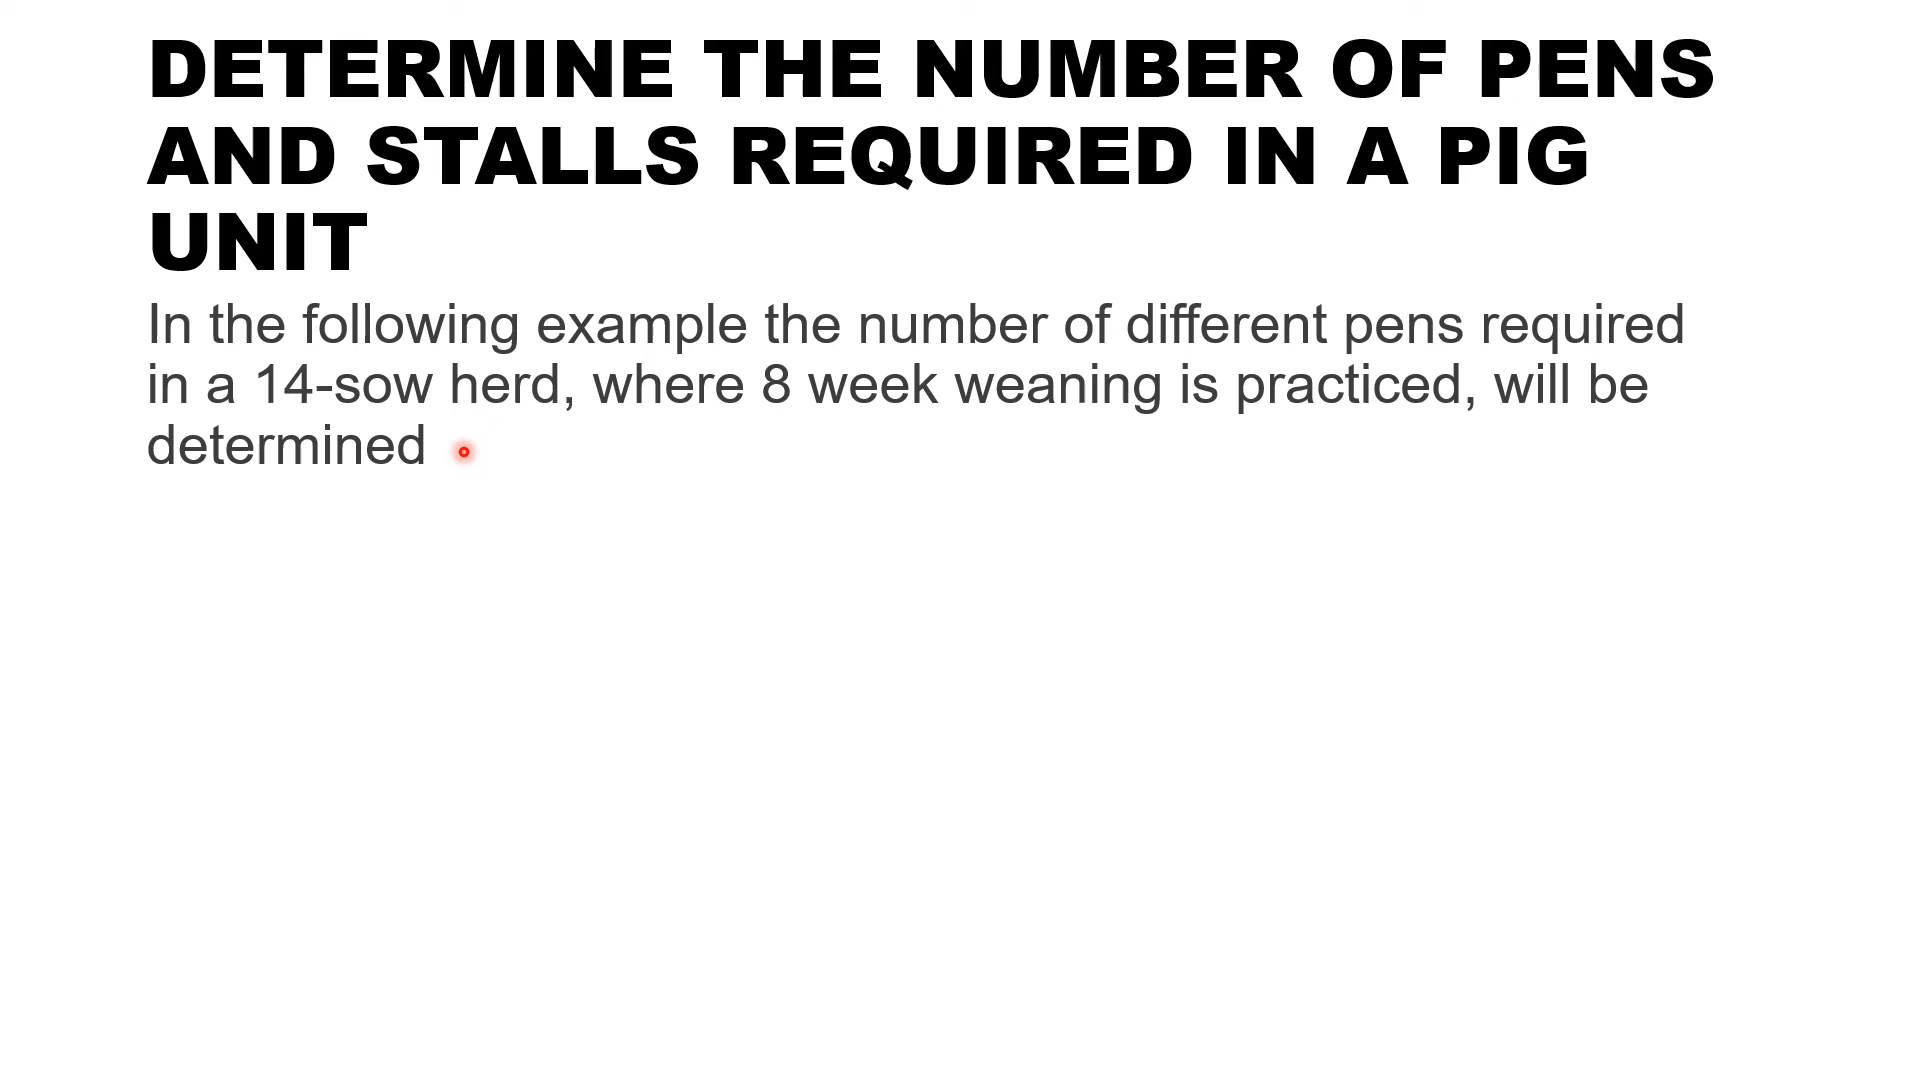 DETERMINE THE NUMBER OF PENS
AND STALLS REQUIRED IN A PIG
UNIT
In the following example the number of different pens required
in a 14-sow herd, where 8 week weaning is practiced, will be
determined